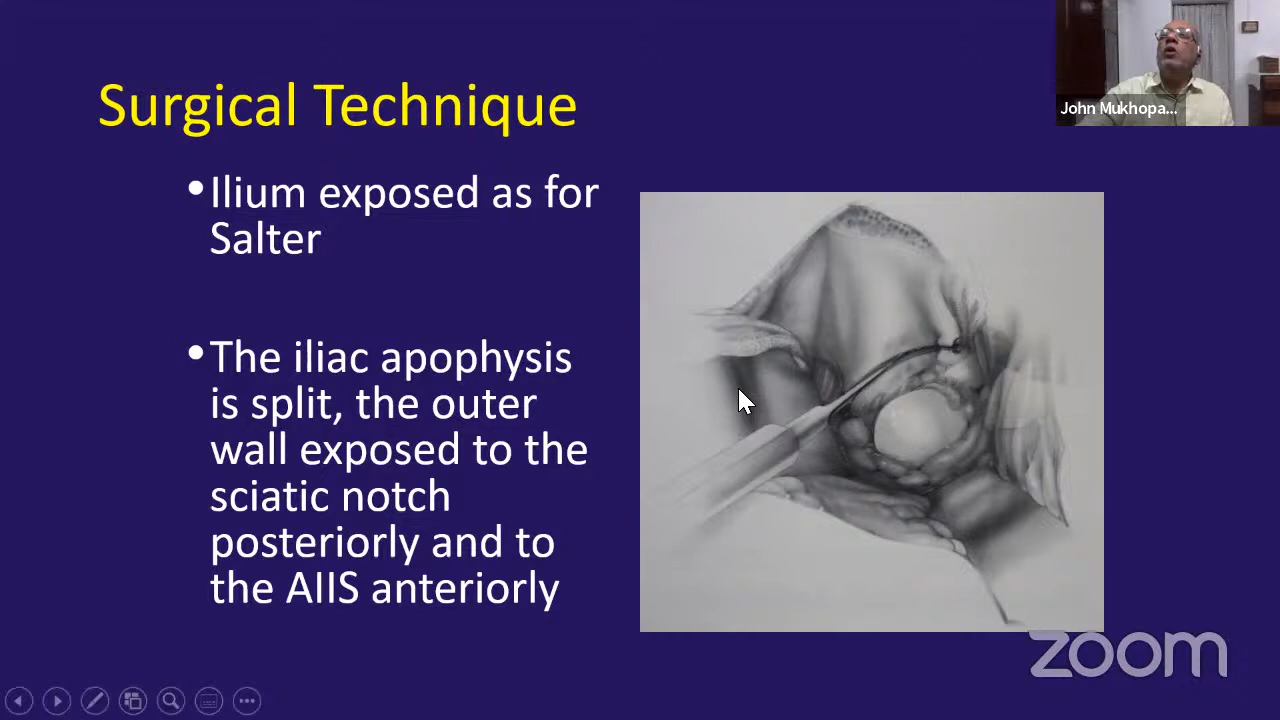 Surgical Technique
•Ilium exposed as for
Salter
•The iliac apophysis
is split, the outer
wall exposed to the
sciatic notch
posteriorly and to
the AIIS anteriorly
John Mukhopa...
zoom